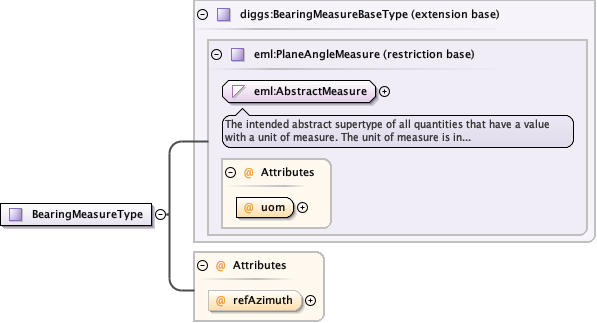 diggs:BearingMeasureBaseType (extension base)
eml:PlaneAngleMeasure (restriction base)
eml:AbstractMeasure
The intended abstract supertype of all quantities that have a value
with a unit of measure. The unit of measure is in...
@ Attributes
@ uom
BearingMeasureType
@ Attributes
@ refAzimuth